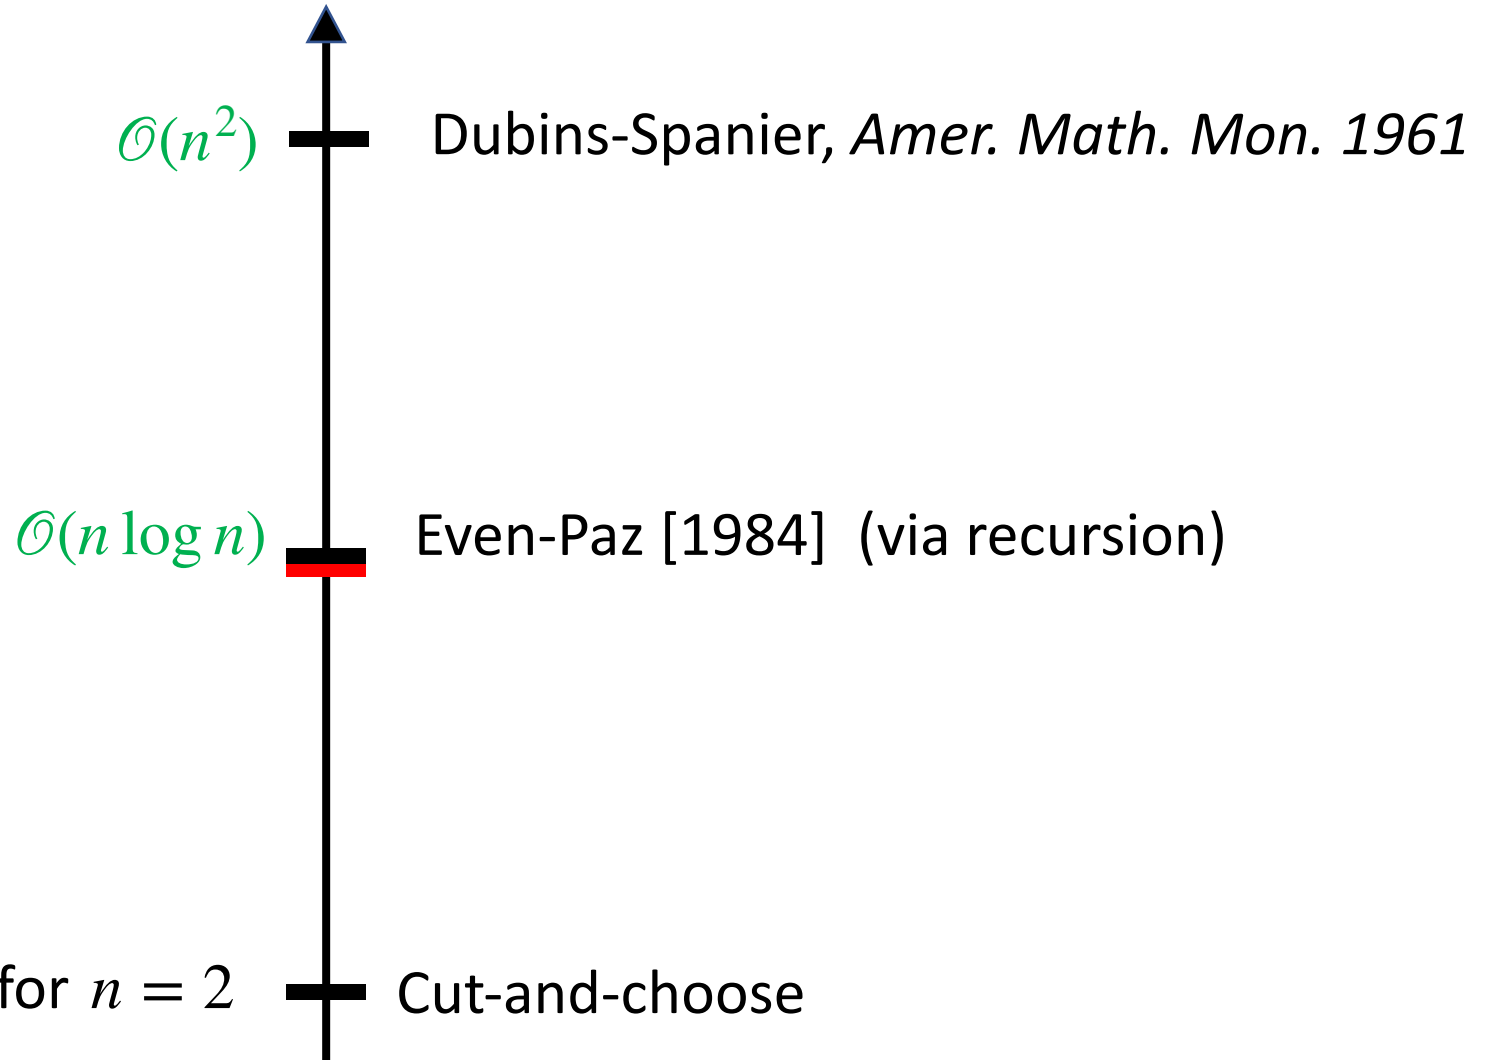 𝒪(n²) Dubins-Spanier, Amer. Math. Mon. 1961
𝒪(n log n) Even-Paz [1984] (via recursion)
for n = 2 Cut-and-choose